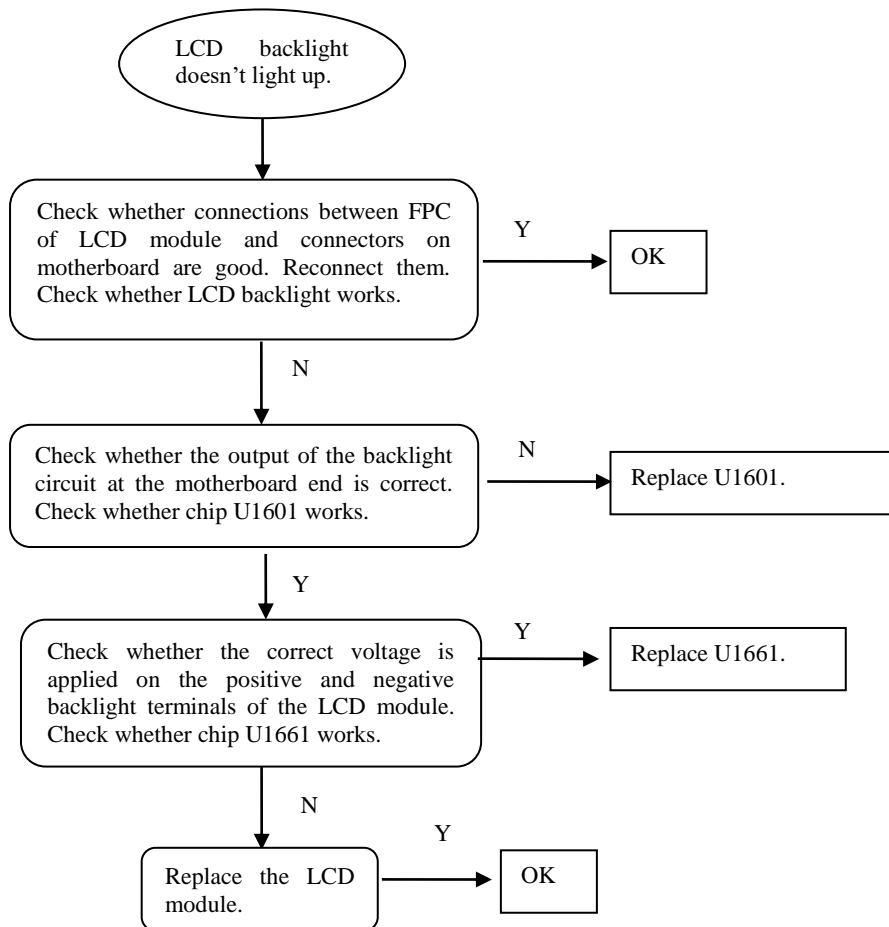 LCD backlight
doesn’t light up.
Check whether connections between FPC
of LCD module and connectors on
motherboard are good. Reconnect them.
Check whether LCD backlight works.
Y
OK
N
Check whether the output of the backlight
circuit at the motherboard end is correct.
Check whether chip U1601 works.
N
Replace U1601.
Y
Check whether the correct voltage is
applied on the positive and negative
backlight terminals of the LCD module.
Check whether chip U1661 works.
Y
Replace U1661.
N
Replace the LCD
module.
Y
OK